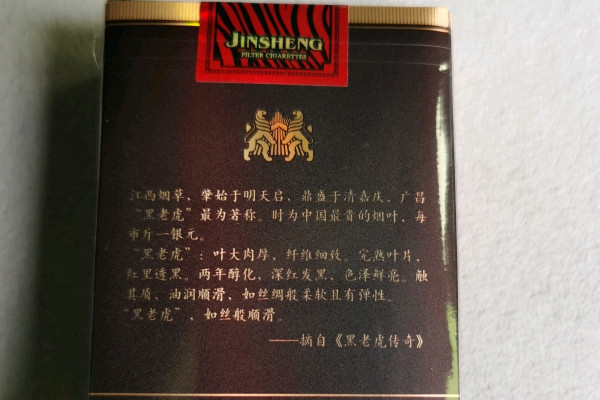 JINSHENG
FILTER CIGARETTES
江西烟草、肇始于明天启、鼎盛于清嘉庆、广昌
“黑老虎”最为著称。时为中国最贵的烟叶，每
市斤一银元。
“黑老虎”：叶大肉厚、纤维细致。完熟叶片、
红里透黑。两年醇化、深红发黑、色泽鲜亮。触
其质，油润顺滑、如丝绸般柔软且有弹性。
“黑老虎”、如丝般顺滑。
——摘自《黑老虎传奇》